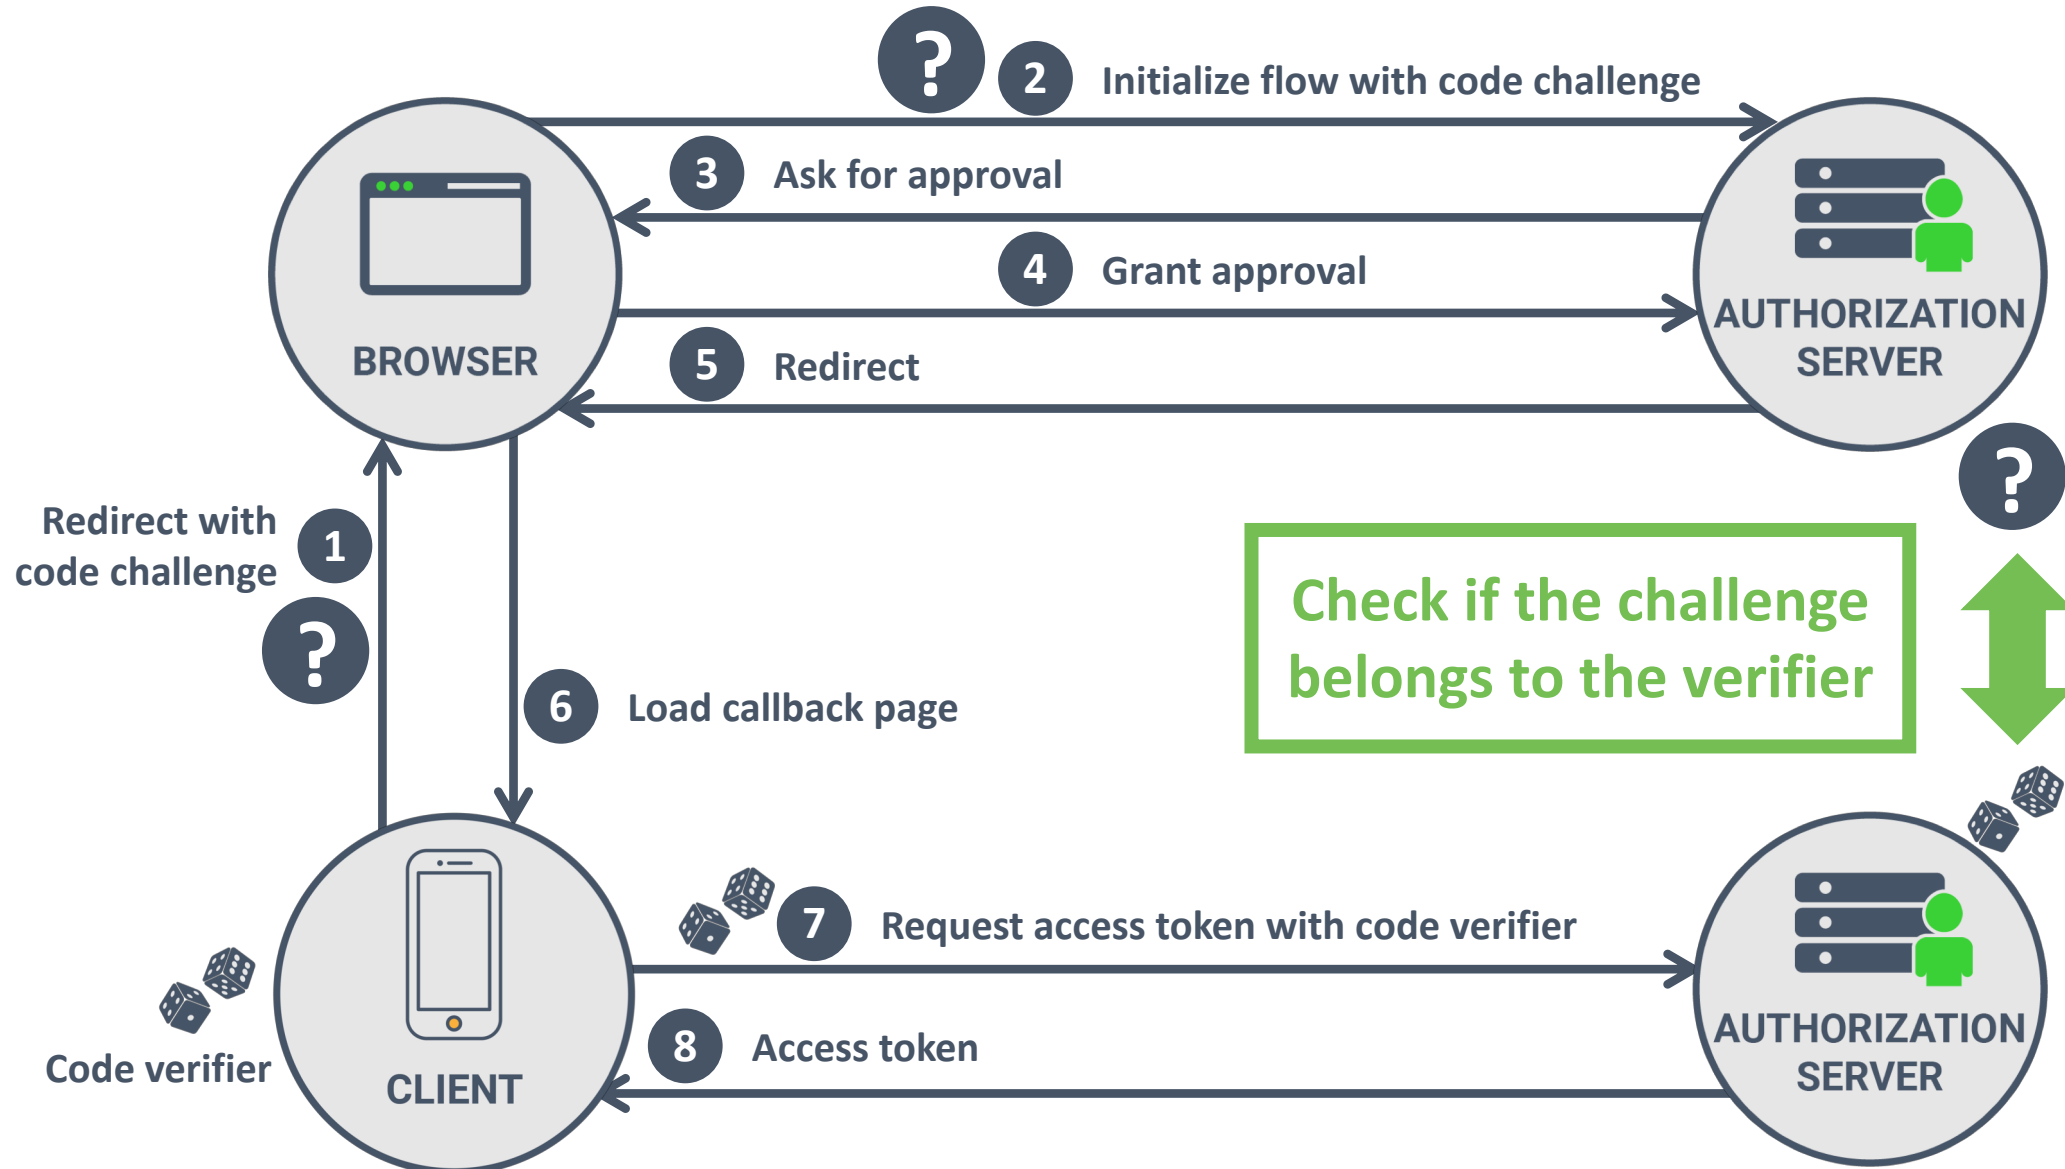 ?
2 Initialize flow with code challenge
3 Ask for approval
4 Grant approval
BROWSER
AUTHORIZATION
SERVER
5 Redirect
?
Redirect with
code challenge
1
?
Check if the challenge
belongs to the verifier
6 Load callback page
7 Request access token with code verifier
Code verifier
CLIENT
8 Access token
AUTHORIZATION
SERVER